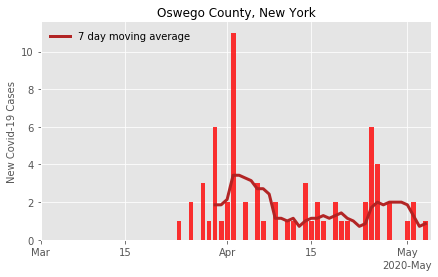 Oswego County, New York
7 day moving average
New Covid-19 Cases
10
8
6
4
2
0
Mar
15
Apr
15
May
2020-May